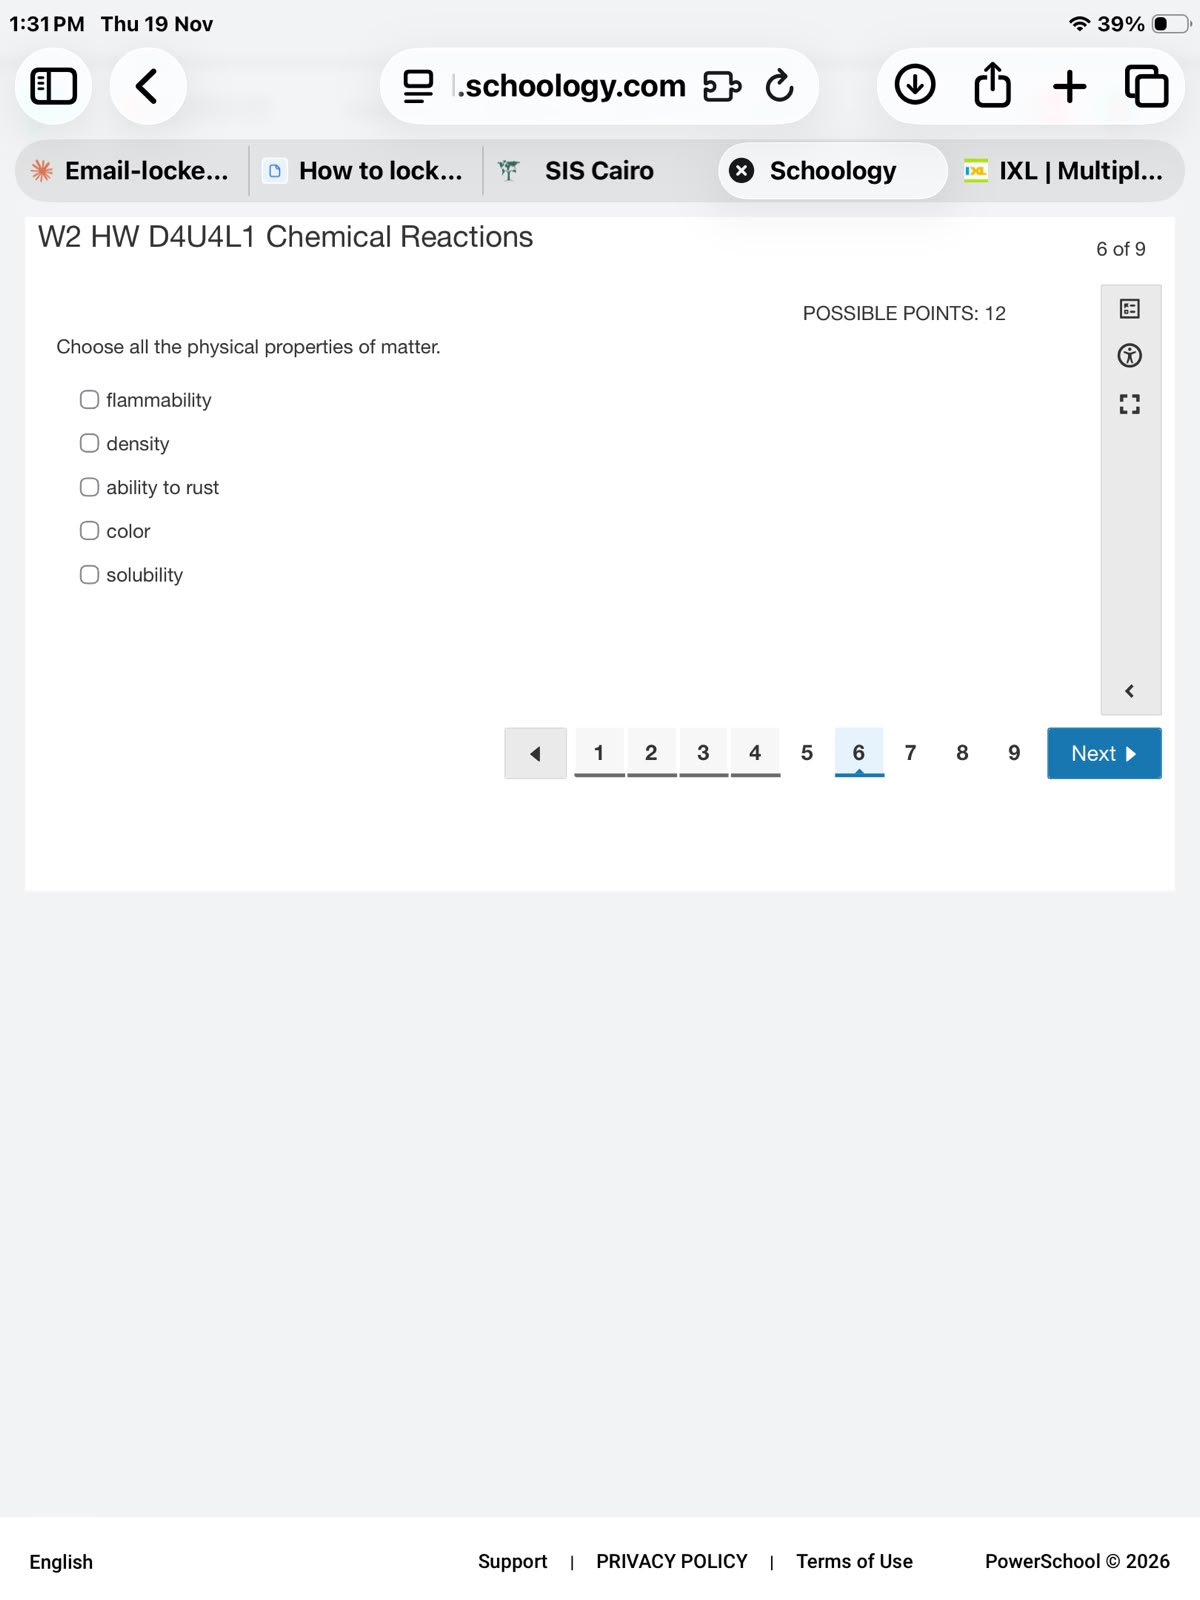 1:31 PM Thu 19 Nov
39%
.schoology.com
Email-locke...
How to lock...
SIS Cairo
Schoology
IXL | Multipl...
W2 HW D4U4L1 Chemical Reactions
6 of 9
POSSIBLE POINTS: 12
Choose all the physical properties of matter.
flammability
density
ability to rust
color
solubility
1 2 3 4 5 6 7 8 9 Next
English
Support | PRIVACY POLICY | Terms of Use
PowerSchool © 2026